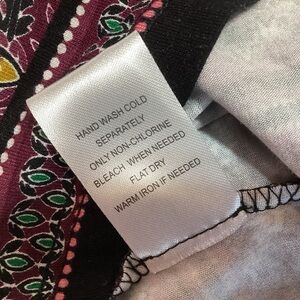 HAND WASH COLD
SEPARATELY
ONLY NON-CHLORINE
BLEACH WHEN NEEDED
FLAT DRY
WARM IRON IF NEEDED